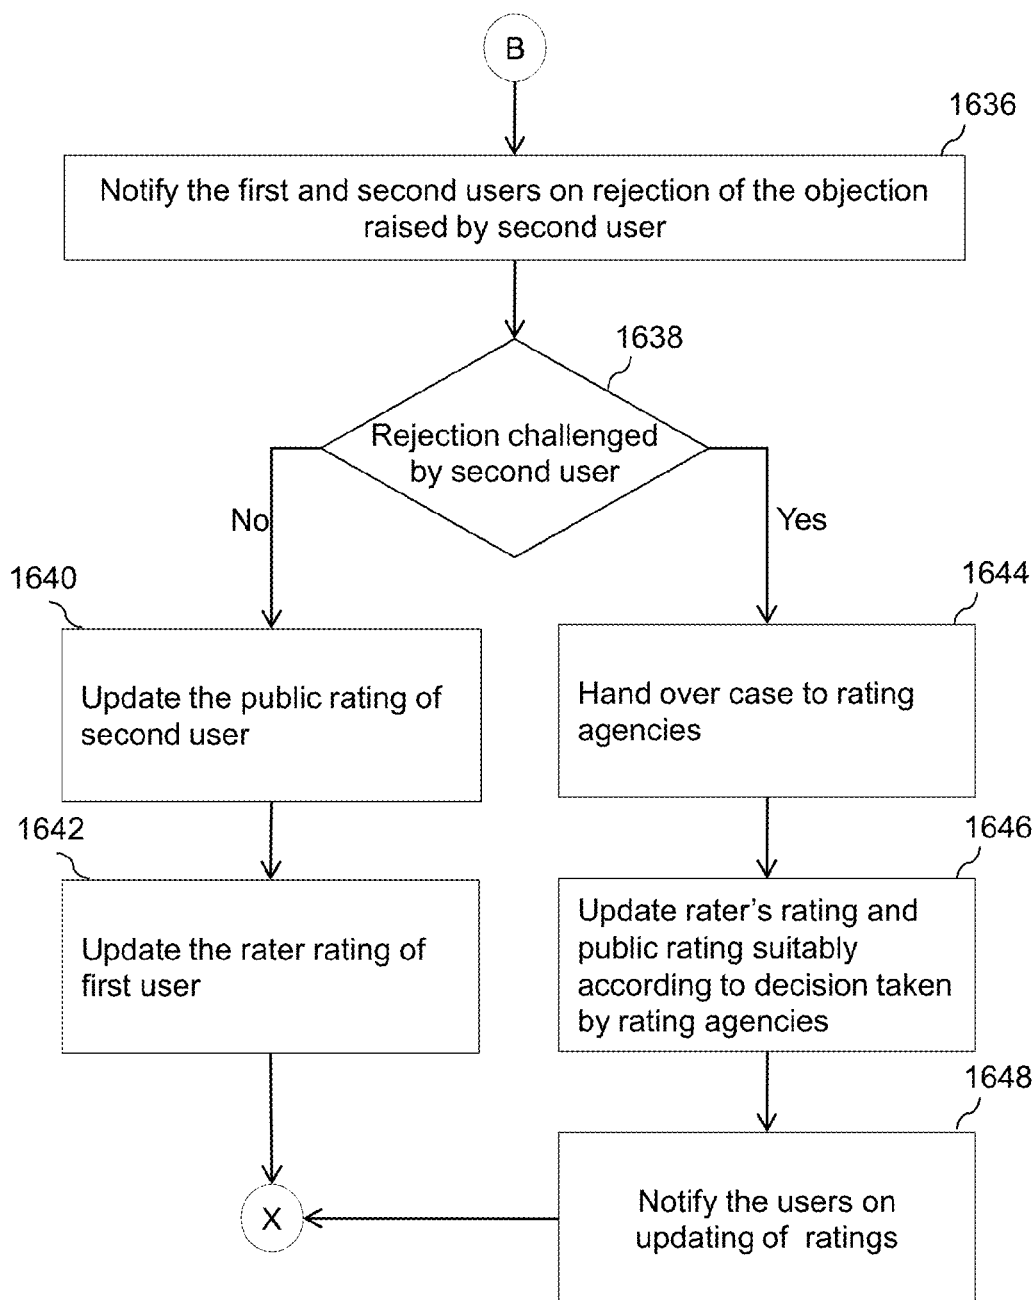 B
1636
Notify the first and second users on rejection of the objection
raised by second user
1638
Rejection challenged
by second user
No
Yes
1640
1644
Update the public rating of
second user
Hand over case to rating
agencies
1642
1646
Update the rater rating of
first user
Update rater's rating and
public rating suitably
according to decision taken
by rating agencies
1648
X
Notify the users on
updating of ratings